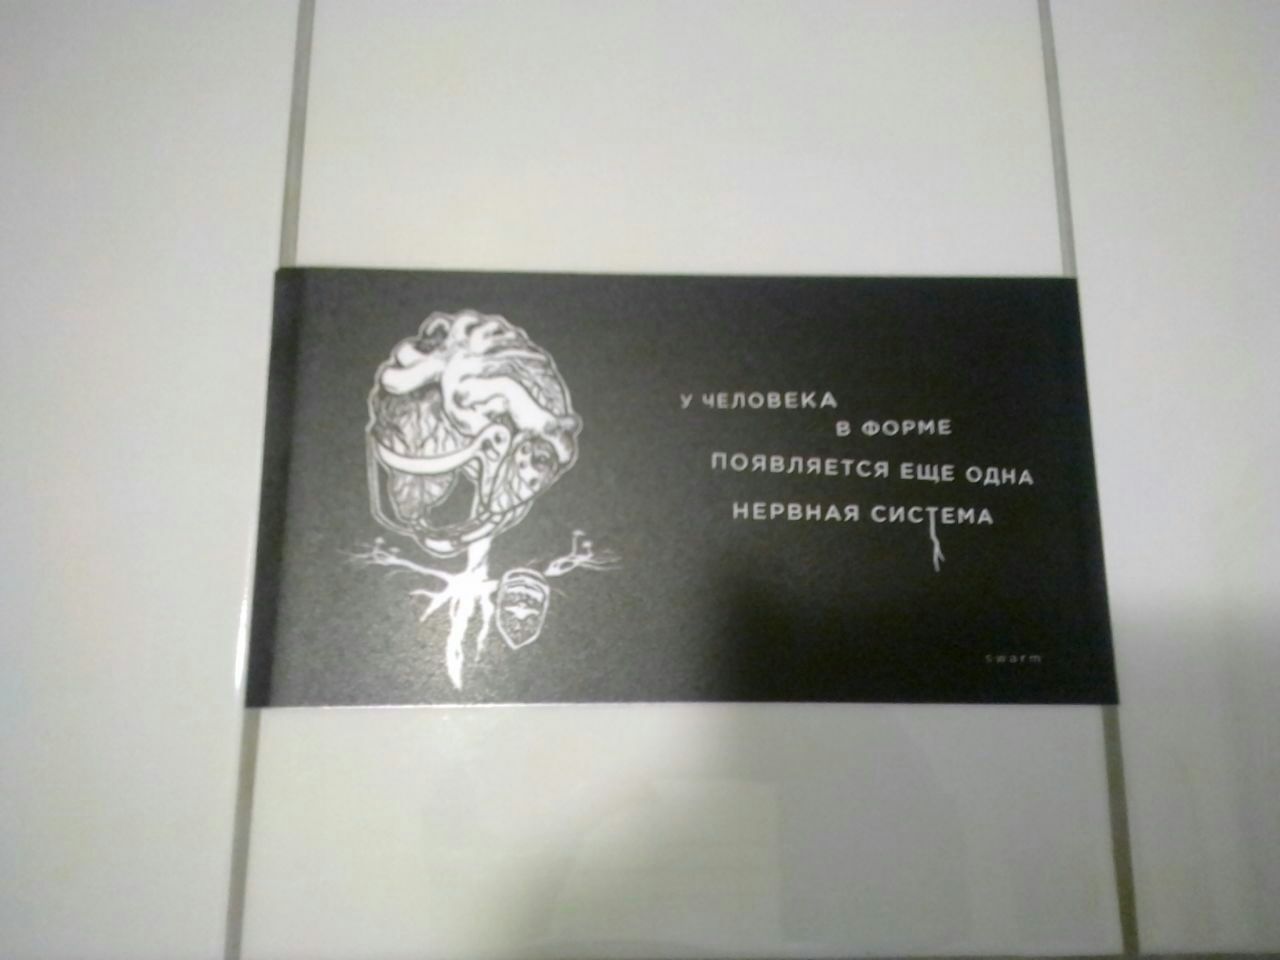 У ЧЕЛОВЕКА
В ФОРМЕ
ПОЯВЛЯЕТСЯ ЕЩЕ ОДНА
НЕРВНАЯ СИСТЕМА
swarm